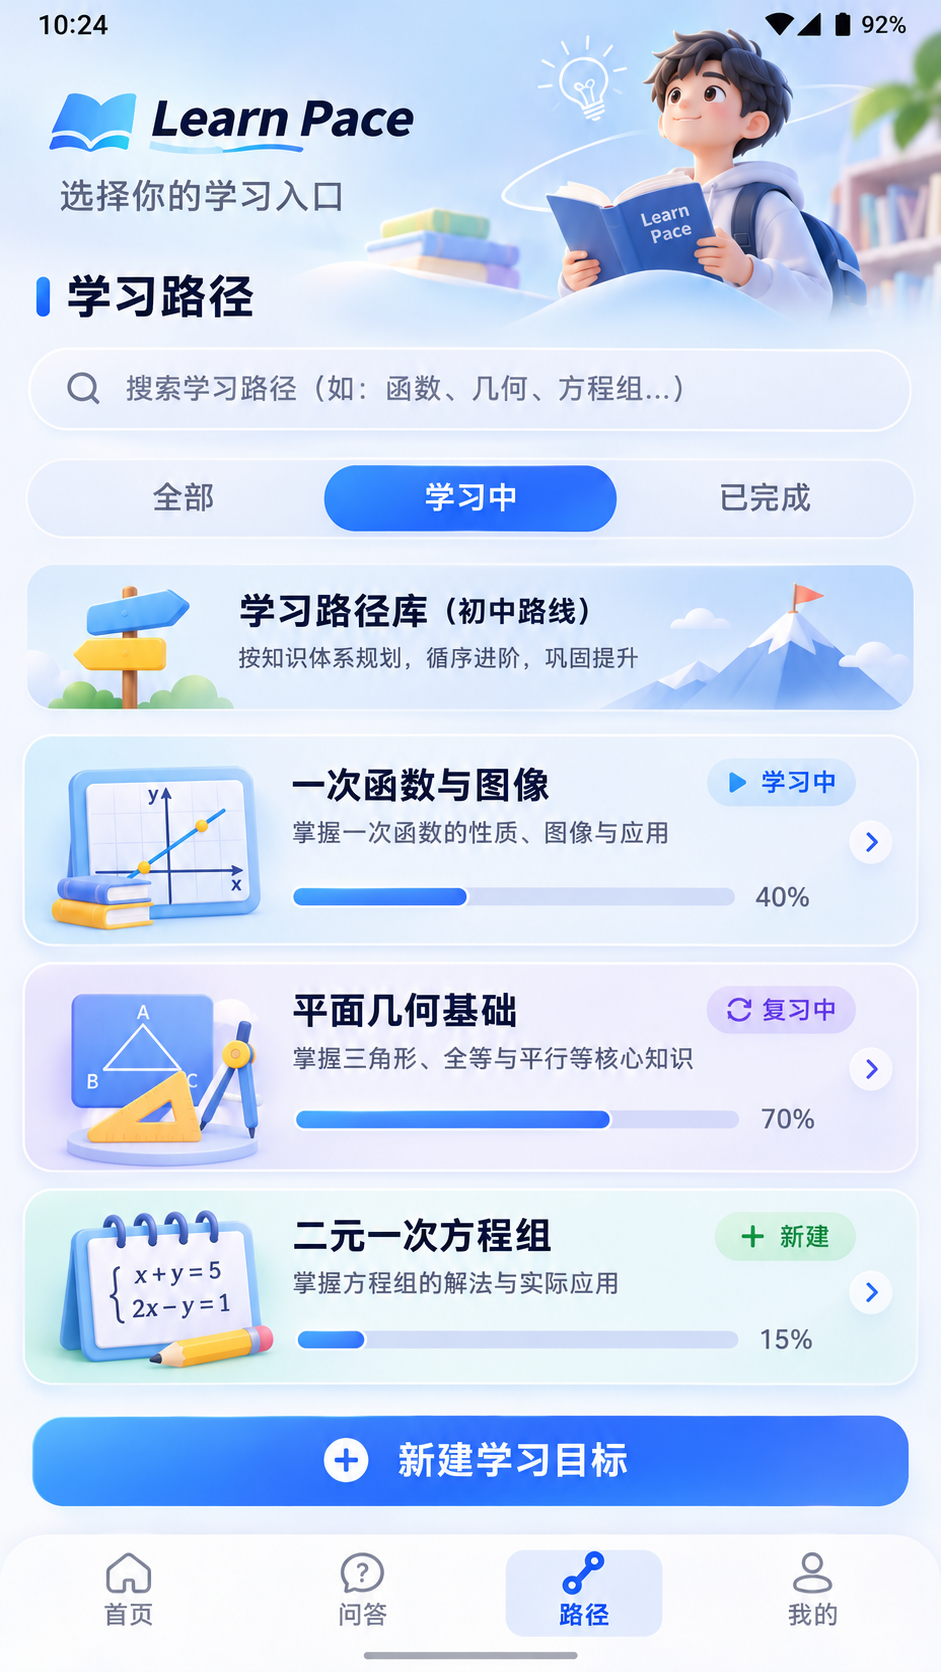 10:24
92%
Learn Pace
选择你的学习入口
Learn
Pace
学习路径
搜索学习路径（如：函数、几何、方程组...）
全部
学习中
已完成
学习路径库（初中路线）
按知识体系规划，循序进阶，巩固提升
y
x
一次函数与图像
学习中
掌握一次函数的性质、图像与应用
40%
A
B
C
平面几何基础
复习中
掌握三角形、全等与平行等核心知识
70%
x+y=5
2x−y=1
二元一次方程组
新建
掌握方程组的解法与实际应用
15%
新建学习目标
首页
问答
路径
我的